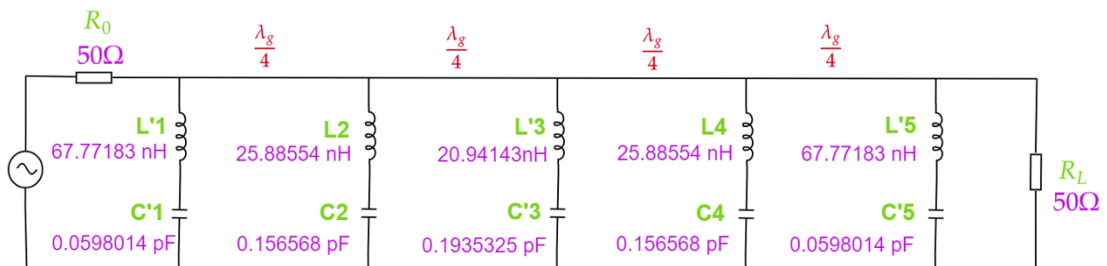 R₀
50Ω
λg/4
λg/4
λg/4
λg/4
L'1
67.77183 nH
L2
25.88554 nH
L'3
20.94143nH
L4
25.88554 nH
L'5
67.77183 nH
C'1
0.0598014 pF
C2
0.156568 pF
C'3
0.1935325 pF
C4
0.156568 pF
C'5
0.0598014 pF
R_L
50Ω